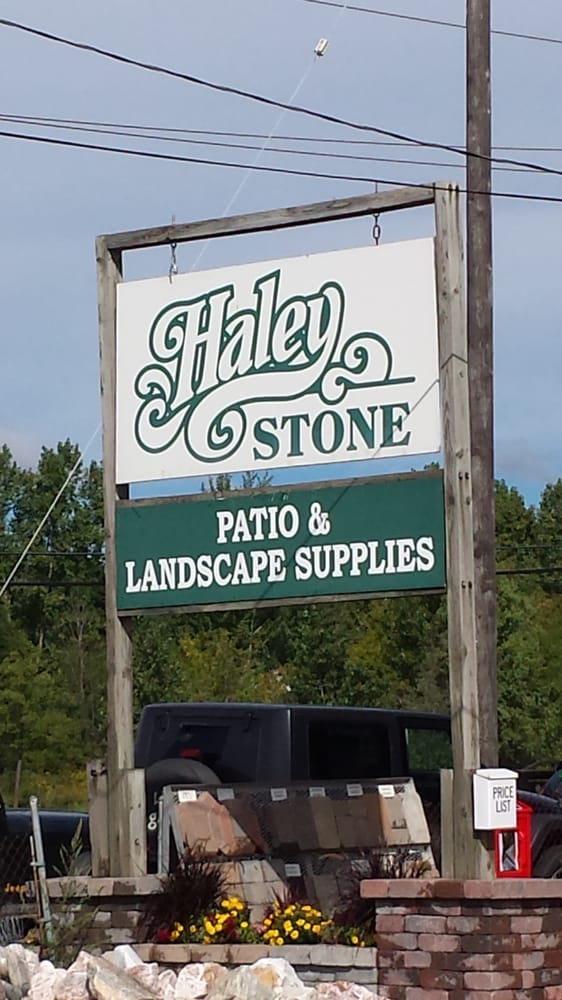 Haley
STONE
PATIO &
LANDSCAPE SUPPLIES
PRICE
LIST